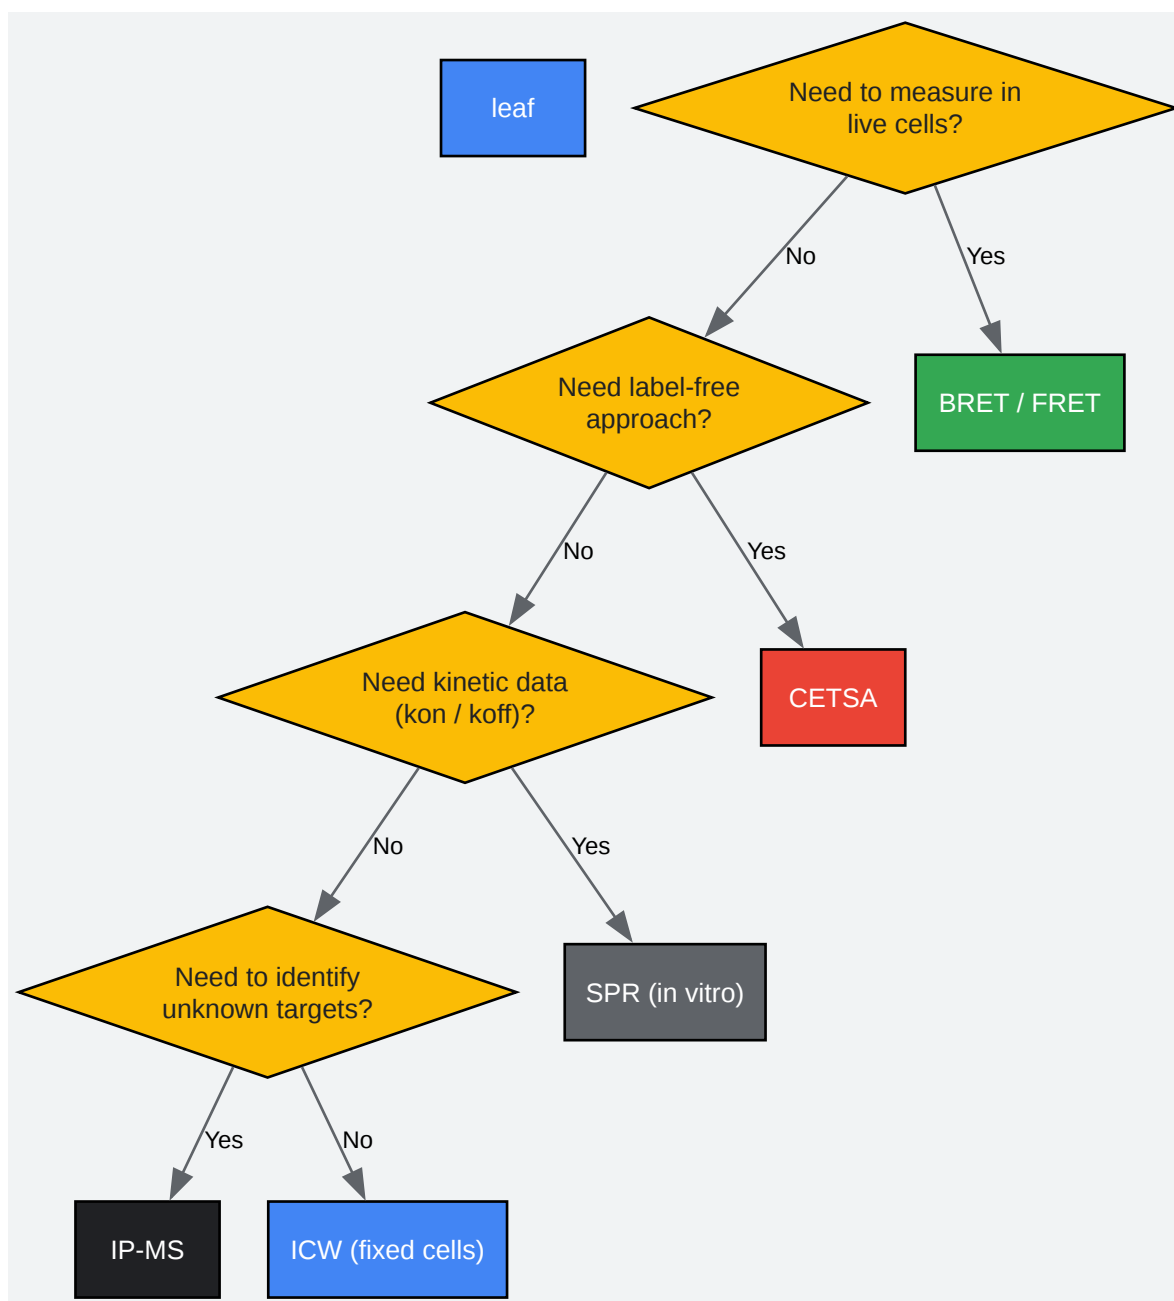 leaf
Need to measure in
live cells?
No
Yes
Need label-free
approach?
BRET / FRET
No
Yes
Need kinetic data
(kon / koff)?
CETSA
No
Yes
Need to identify
unknown targets?
SPR (in vitro)
Yes
No
IP-MS
ICW (fixed cells)